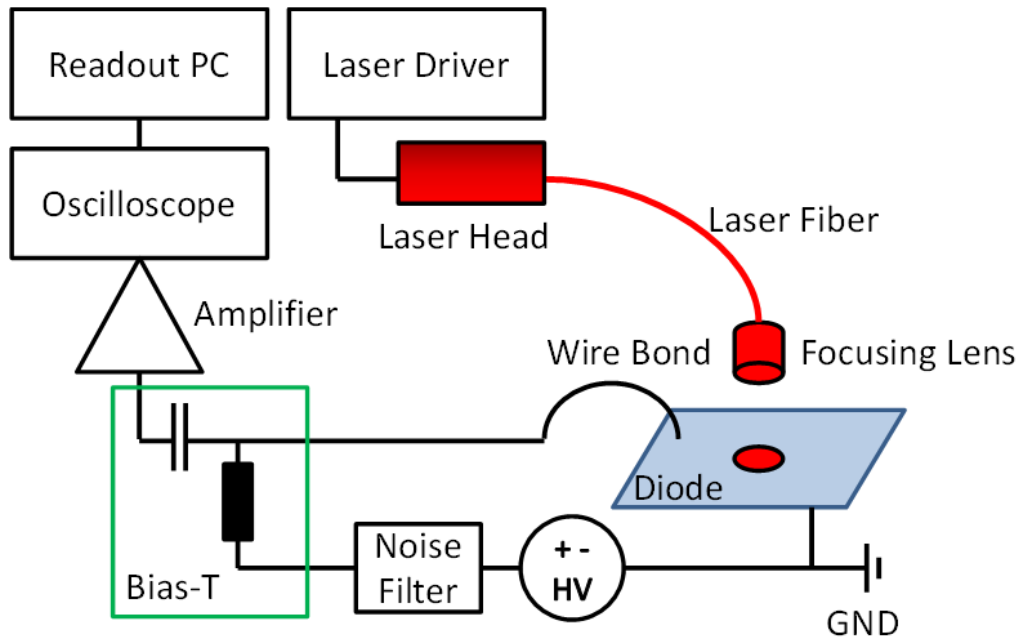 Readout PC
Laser Driver
Oscilloscope
Laser Head
Laser Fiber
Amplifier
Wire Bond
Focusing Lens
Diode
Noise
Filter
+ -
HV
Bias-T
GND